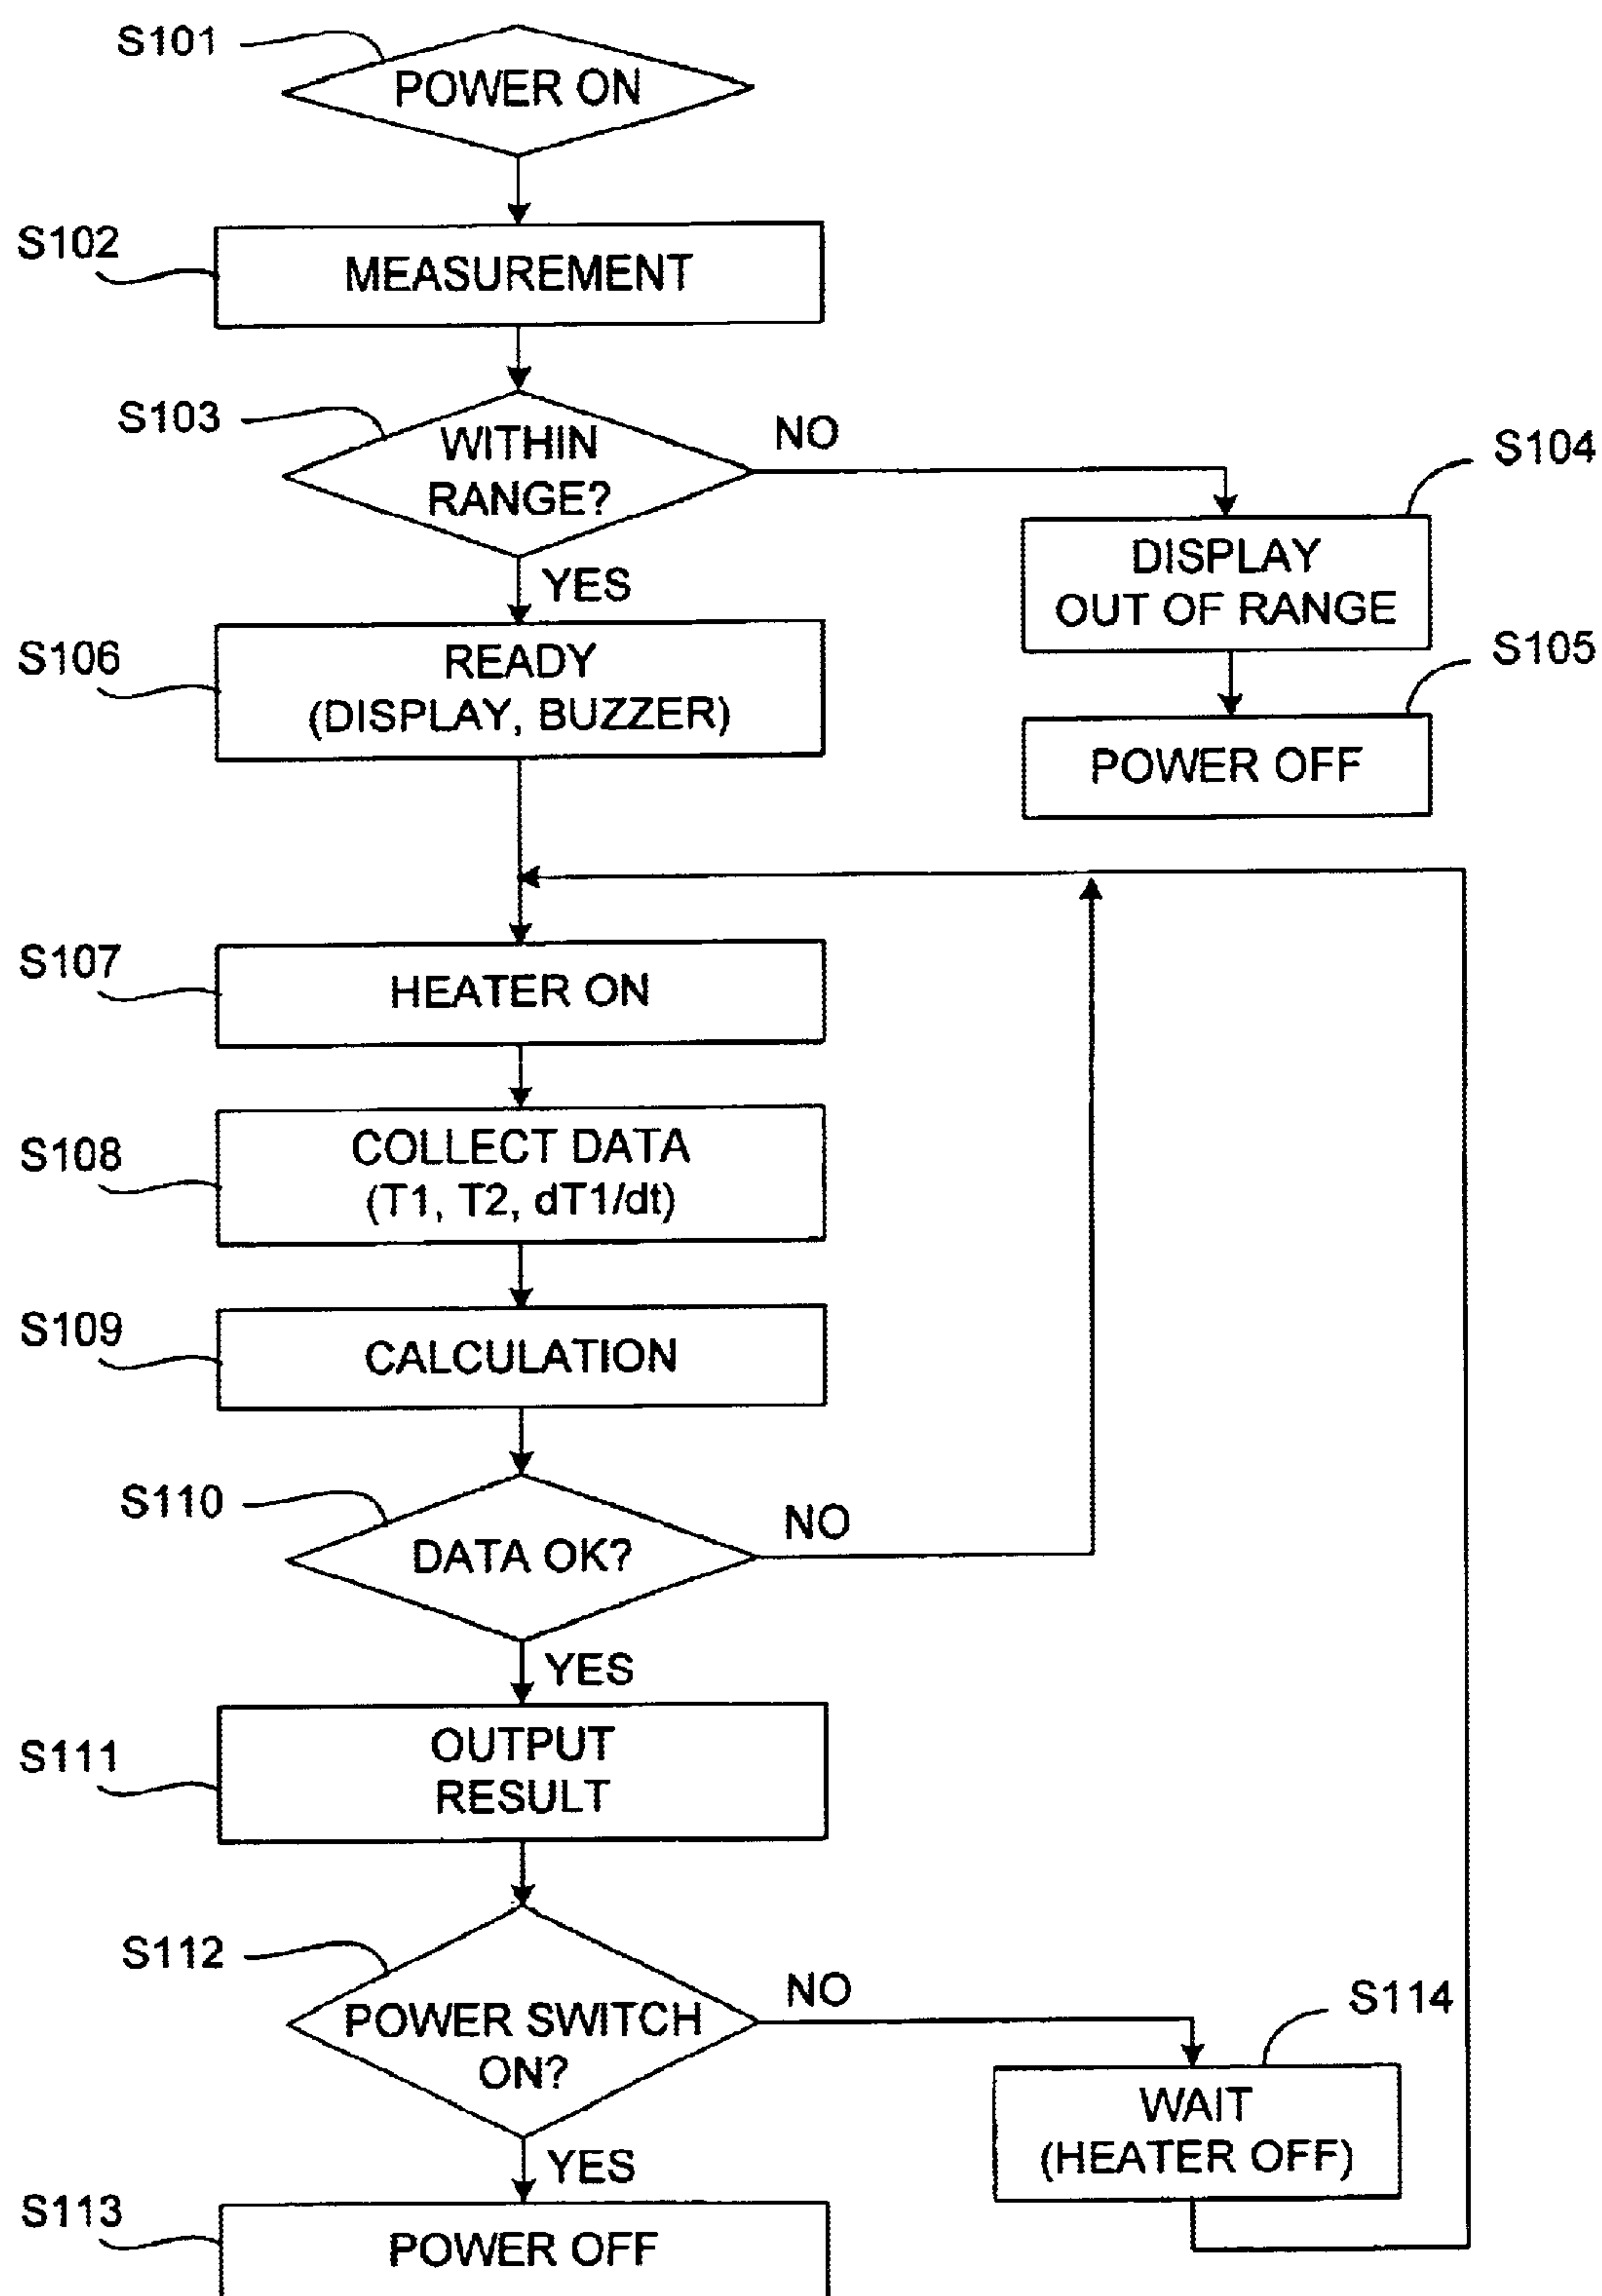 S101
POWER ON
S102
MEASUREMENT
S103
WITHIN
RANGE?
NO
S104
DISPLAY
OUT OF RANGE
YES
S105
POWER OFF
S106
READY
(DISPLAY, BUZZER)
S107
HEATER ON
S108
COLLECT DATA
(T1, T2, dT1/dt)
S109
CALCULATION
S110
DATA OK?
NO
YES
S111
OUTPUT
RESULT
S112
POWER SWITCH
ON?
NO
S114
WAIT
(HEATER OFF)
YES
S113
POWER OFF